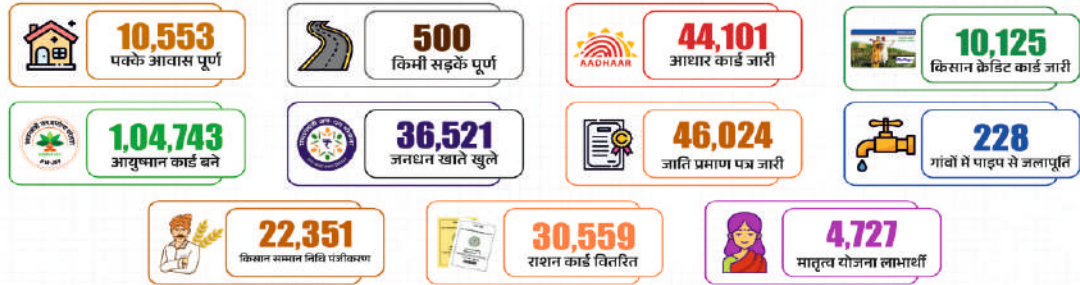 10,553
पक्के आवास पूर्ण
500
किमी सड़कें पूर्ण
AADHAAR
44,101
आधार कार्ड जारी
10,125
किसान क्रेडिट कार्ड जारी
PM-JAY
1,04,743
आयुष्मान कार्ड बने
36,521
जनधन खाते खुले
46,024
जाति प्रमाण पत्र जारी
228
गांवों में पाइप से जलापूर्ति
22,351
किसान सम्मान निधि पंजीकरण
30,559
राशन कार्ड वितरित
4,727
मातृत्व योजना लाभार्थी